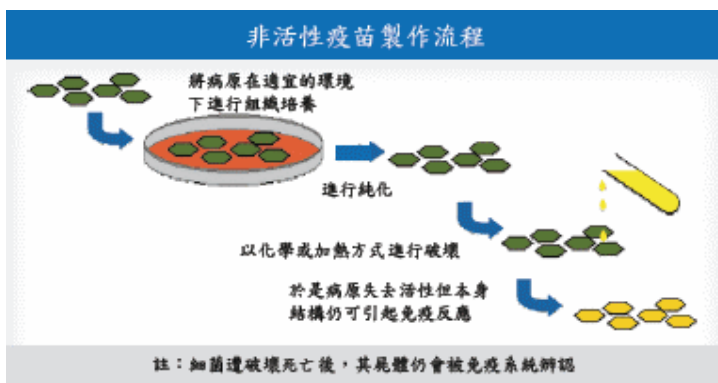 非活性疫苗製作流程
將病原在適宜的環境
下進行組織培養
進行純化
以化學或加熱方式進行破壞
於是病原失去活性但本身
結構仍可引起免疫反應
註：細菌遭破壞死亡後，其屍體仍會被免疫系統辨認